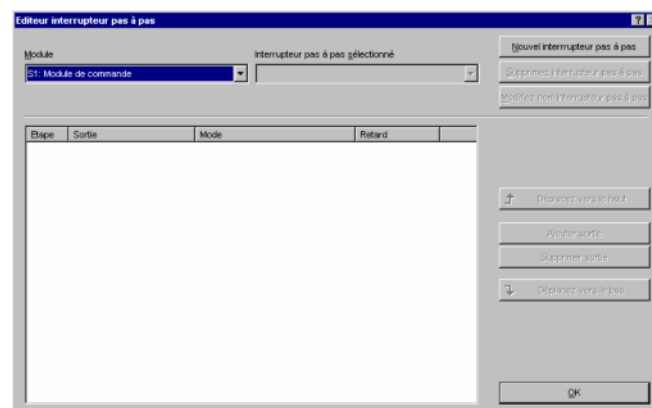 Editeur interrupteur pas à pas
Module
Interrupteur pas à pas sélectionné
S1: Module de commande
Nouvel interrrupteur pas à pas
Supprimez interrupteur pas à pas
Modifiez nom interrupteur pas à pas
Etape Sortie Mode Retard
Déplacez vers le haut
Ajouter sortie
Supprimer sortie
Déplacez vers le bas
OK